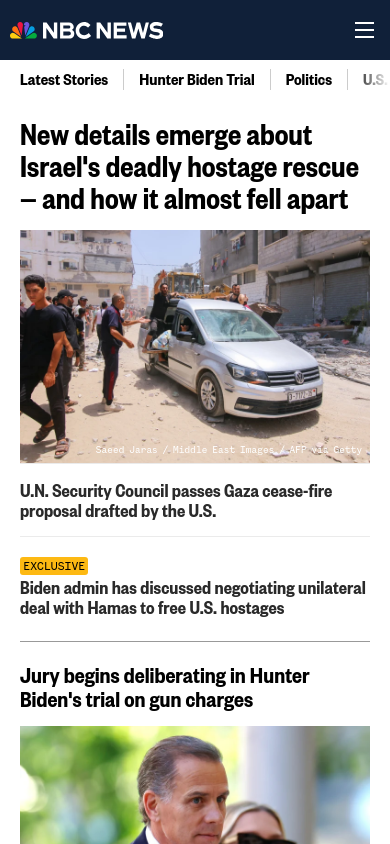 NBC NEWS
Latest Stories
Hunter Biden Trial
Politics
U.S.
New details emerge about
Israel's deadly hostage rescue
— and how it almost fell apart
Saeed Jaras / Middle East Images / AFP via Getty
U.N. Security Council passes Gaza cease-fire
proposal drafted by the U.S.
EXCLUSIVE
Biden admin has discussed negotiating unilateral
deal with Hamas to free U.S. hostages
Jury begins deliberating in Hunter
Biden's trial on gun charges